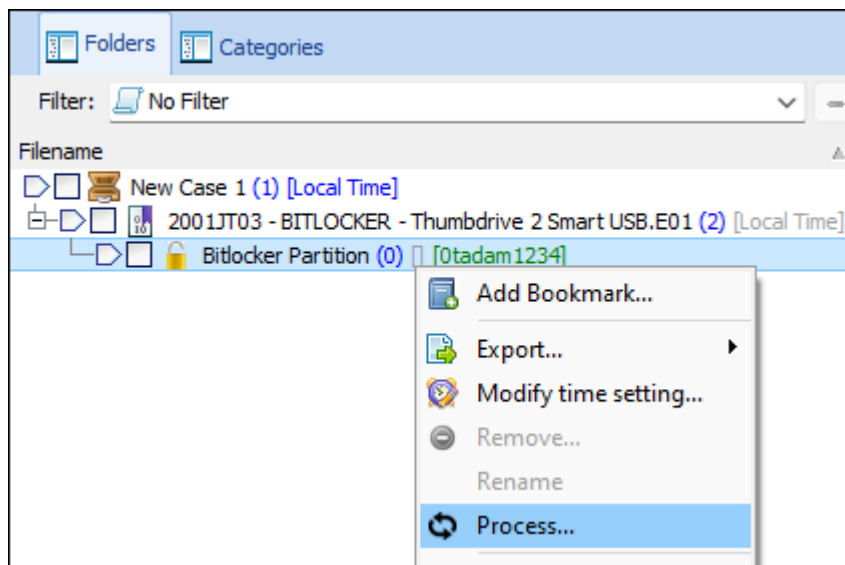 Folders Categories
Filter: No Filter
Filename
New Case 1 (1) [Local Time]
2001JT03 - BITLOCKER - Thumbdrive 2 Smart USB.E01 (2) [Local Time]
Bitlocker Partition (0) [] [0tadam1234]
Add Bookmark...
Export...
Modify time setting...
Remove...
Rename
Process...